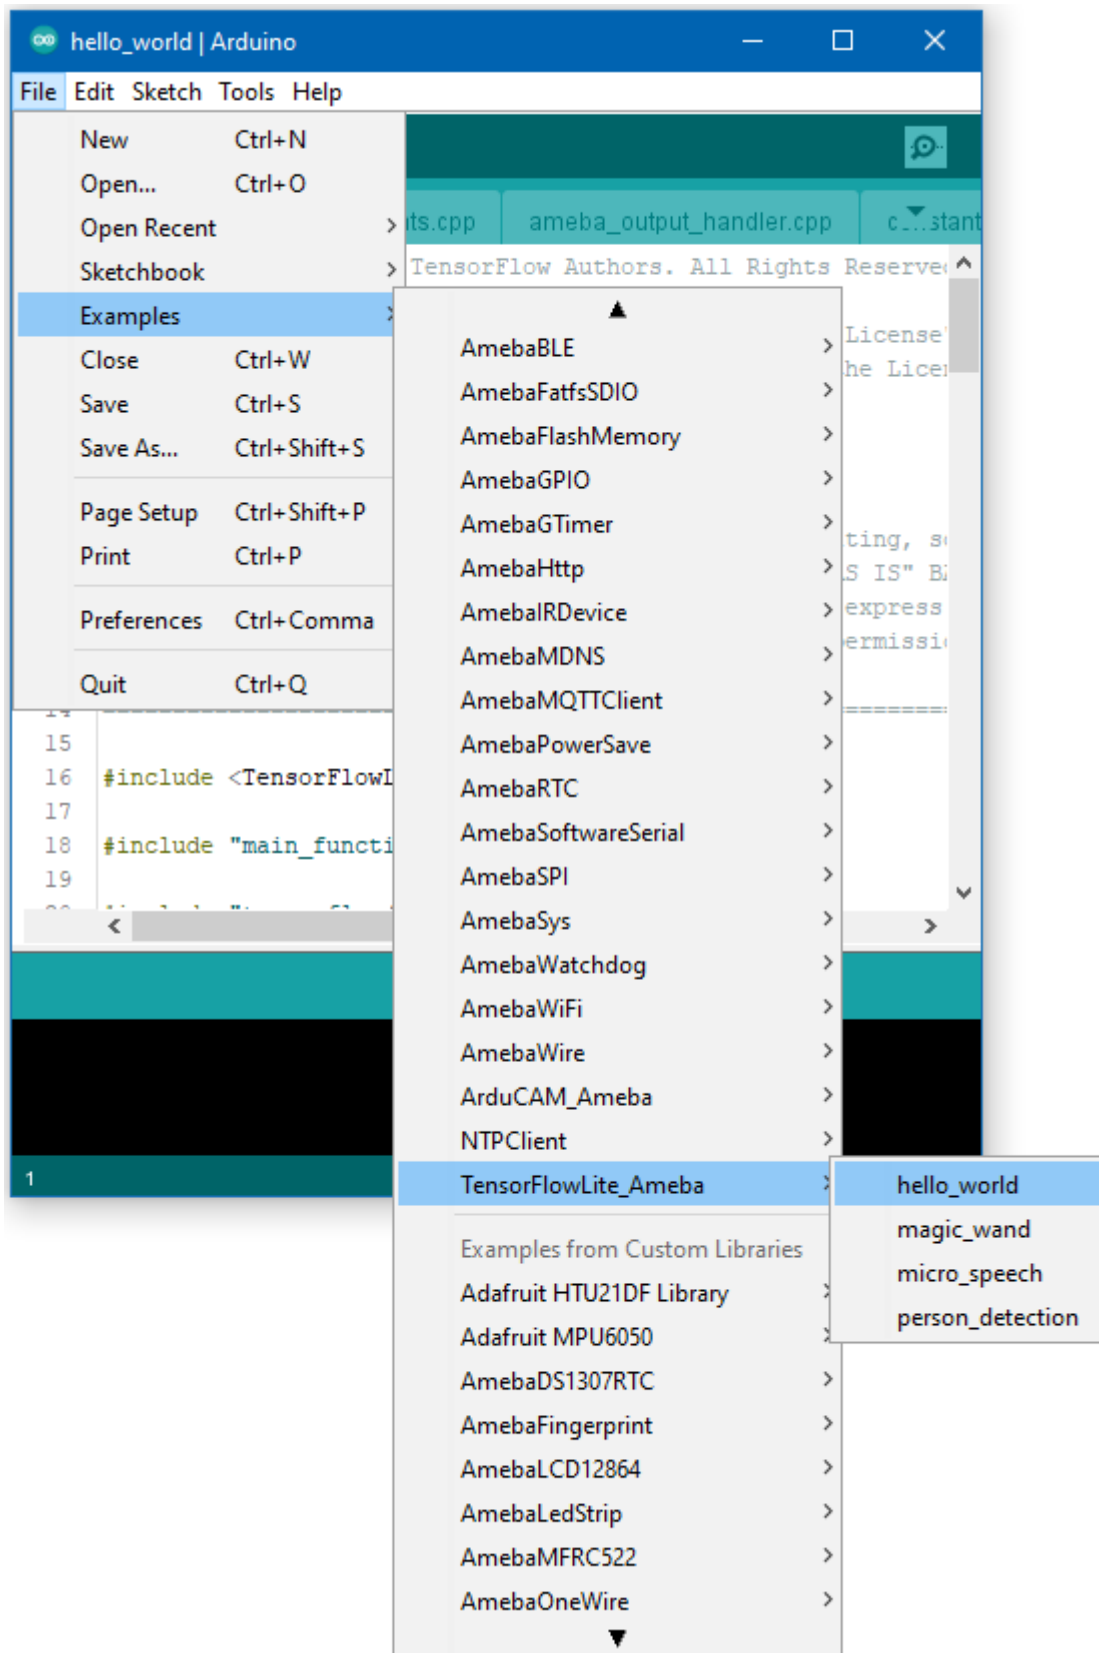 hello_world | Arduino
File Edit Sketch Tools Help
New Ctrl+N
Open... Ctrl+O
Open Recent
Sketchbook
Examples
Close Ctrl+W
Save Ctrl+S
Save As... Ctrl+Shift+S
Page Setup Ctrl+Shift+P
Print Ctrl+P
Preferences Ctrl+Comma
Quit Ctrl+Q
ts.cpp ameba_output_handler.cpp
TensorFlow Authors. All Rights Reserve
License
he Lice
ting, s
S IS" B
express
ermissi
14
15
16 #include <TensorFlowL
17
18 #include "main_functi
19
1
AmebaBLE
AmebaFatfsSDIO
AmebaFlashMemory
AmebaGPIO
AmebaGTimer
AmebaHttp
AmebaIRDevice
AmebaMDNS
AmebaMQTTClient
AmebaPowerSave
AmebaRTC
AmebaSoftwareSerial
AmebaSPI
AmebaSys
AmebaWatchdog
AmebaWiFi
AmebaWire
ArduCAM_Ameba
NTPClient
TensorFlowLite_Ameba
Examples from Custom Libraries
Adafruit HTU21DF Library
Adafruit MPU6050
AmebaDS1307RTC
AmebaFingerprint
AmebaLCD12864
AmebaLedStrip
AmebaMFRC522
AmebaOneWire
hello_world
magic_wand
micro_speech
person_detection